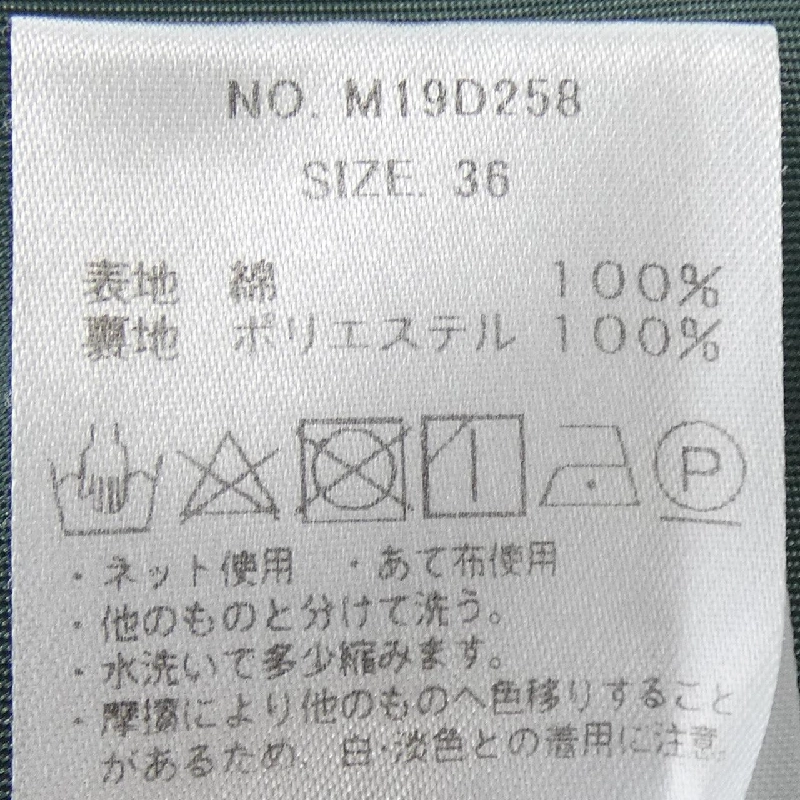 NO. M19D258
SIZE. 36
表地 綿 100%
裏地 ポリエステル 100%
P
・ネット使用 ・あて布使用
・他のものと分けて洗う。
・水洗いで多少縮みます。
・摩擦により他のものへ色移りすること
があるため、白・淡色との着用に注意。